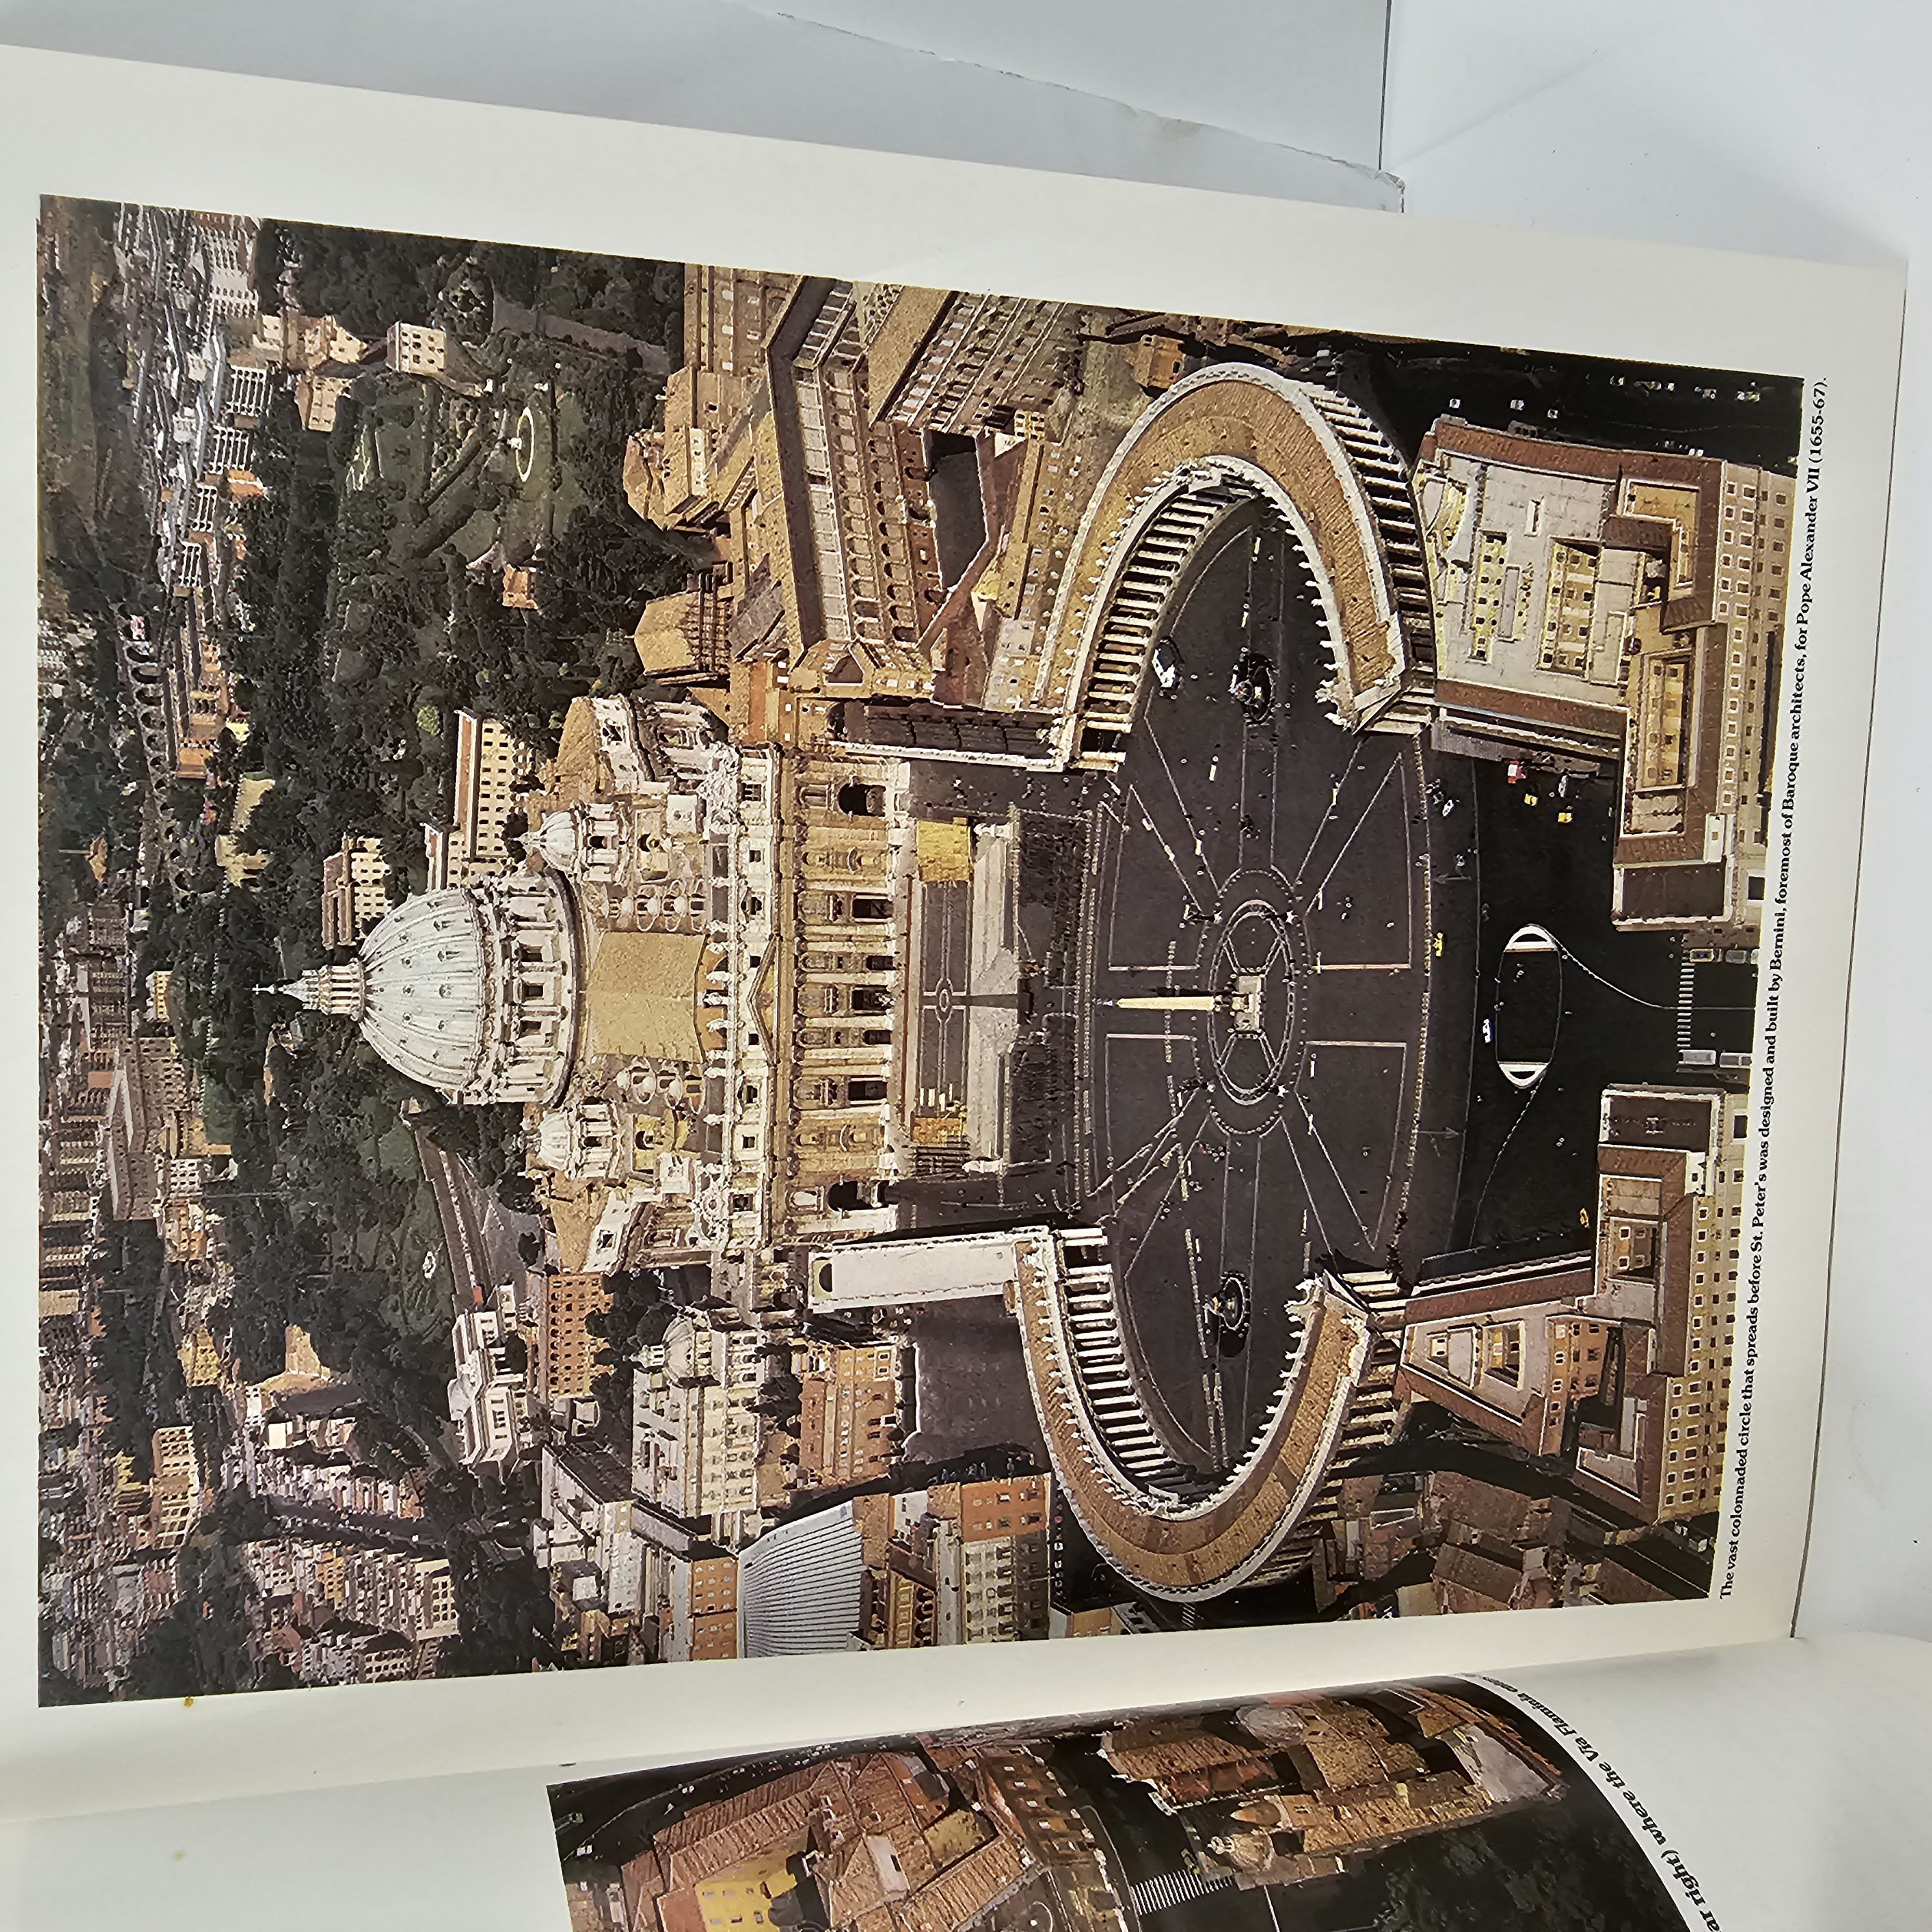 ar right) where the Via Flaminia
The vast colonnaded circle that spreads before St. Peter's was designed and built by Bernini, foremost of Baroque architects, for Pope Alexander VII (1655-67).